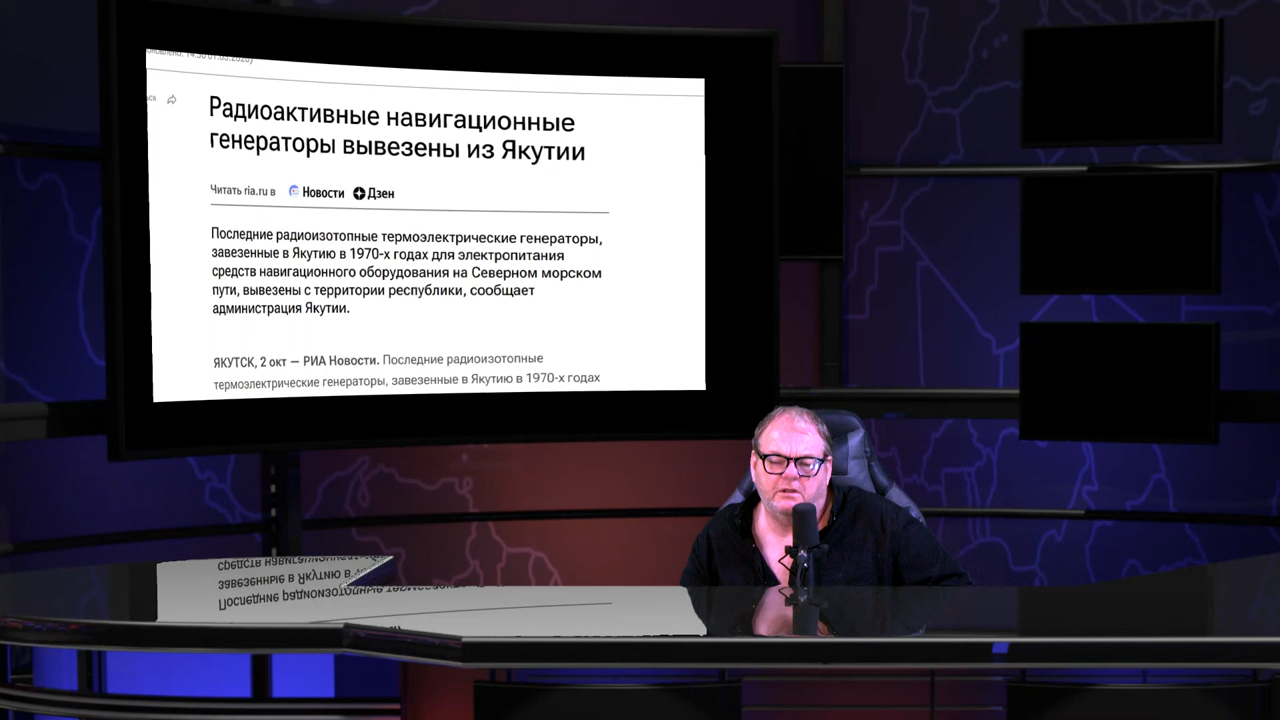 Радиоактивные навигационные
генераторы вывезены из Якутии
Читать ria.ru в Новости Дзен
Последние радиоизотопные термоэлектрические генераторы,
завезенные в Якутию в 1970-х годах для электропитания
средств навигационного оборудования на Северном морском
пути, вывезены с территории республики, сообщает
администрация Якутии.
ЯКУТСК, 2 окт — РИА Новости. Последние радиоизотопные
термоэлектрические генераторы, завезенные в Якутию в 1970-х годах